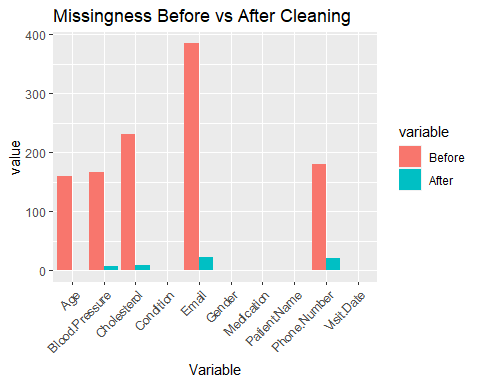 Missingness Before vs After Cleaning
400
300
200
100
0
value
Age
Blood.Pressure
Cholesterol
Condition
Email
Gender
Medication
Patient.Name
Phone.Number
Visit.Date
Variable
variable
Before
After